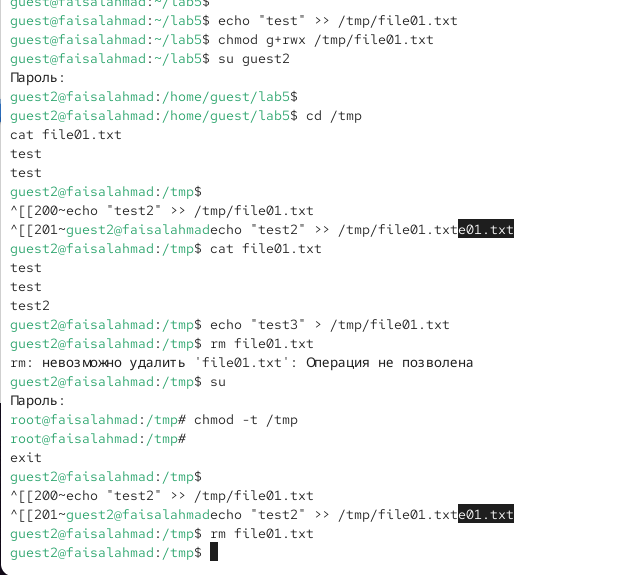 guest@faisalahmad:~/lab5$
guest@faisalahmad:~/lab5$ echo "test" >> /tmp/file01.txt
guest@faisalahmad:~/lab5$ chmod g+rwx /tmp/file01.txt
guest@faisalahmad:~/lab5$ su guest2
Пароль:
guest2@faisalahmad:/home/guest/lab5$
guest2@faisalahmad:/home/guest/lab5$ cd /tmp
cat file01.txt
test
test
guest2@faisalahmad:/tmp$
^[[200~echo "test2" >> /tmp/file01.txt
^[[201~guest2@faisalahmadecho "test2" >> /tmp/file01.txte01.txt
guest2@faisalahmad:/tmp$ cat file01.txt
test
test
test2
guest2@faisalahmad:/tmp$ echo "test3" > /tmp/file01.txt
guest2@faisalahmad:/tmp$ rm file01.txt
rm: невозможно удалить 'file01.txt': Операция не позволена
guest2@faisalahmad:/tmp$ su
Пароль:
root@faisalahmad:/tmp# chmod -t /tmp
root@faisalahmad:/tmp#
exit
guest2@faisalahmad:/tmp$
^[[200~echo "test2" >> /tmp/file01.txt
^[[201~guest2@faisalahmadecho "test2" >> /tmp/file01.txte01.txt
guest2@faisalahmad:/tmp$ rm file01.txt
guest2@faisalahmad:/tmp$